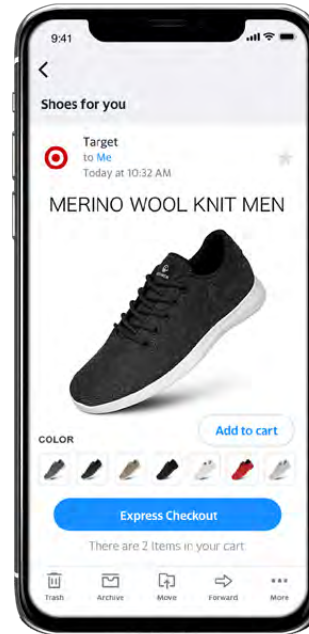 9:41
Shoes for you
Target
to Me
Today at 10:32 AM
MERINO WOOL KNIT MEN
COLOR
Add to cart
Express Checkout
There are 2 Items in your cart
Trash
Archive
Move
Forward
More